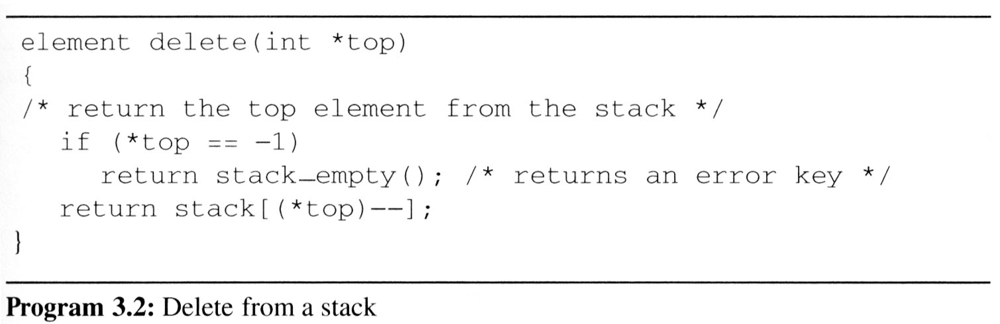 element delete(int *top)
{
/* return the top element from the stack */
if (*top == -1)
return stack_empty(); /* returns an error key */
return stack[(*top)--];
}
Program 3.2: Delete from a stack